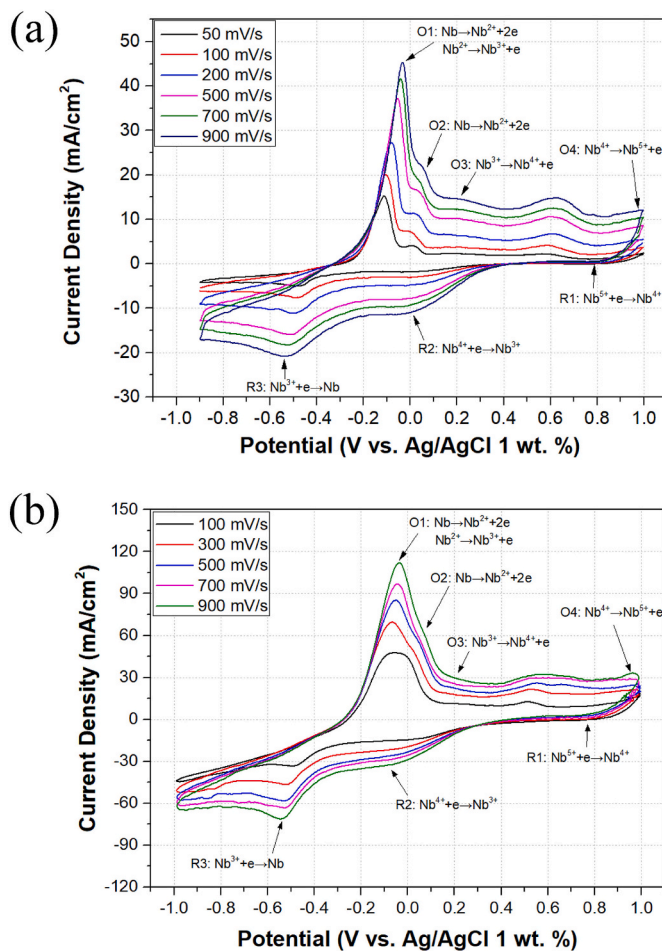 (a)
50 mV/s
100 mV/s
200 mV/s
500 mV/s
700 mV/s
900 mV/s
O1: Nb→Nb²⁺+2e
Nb²⁺→Nb³⁺+e
O2: Nb→Nb²⁺+2e
O3: Nb³⁺→Nb⁴⁺+e
O4: Nb⁴⁺→Nb⁵⁺+e
R1: Nb⁵⁺+e→Nb⁴⁺
R2: Nb⁴⁺+e→Nb³⁺
R3: Nb³⁺+e→Nb
Current Density (mA/cm²)
55
50
40
30
20
10
0
-10
-20
-30
-1.0 -0.8 -0.6 -0.4 -0.2 0.0 0.2 0.4 0.6 0.8 1.0
Potential (V vs. Ag/AgCl 1 wt. %)
(b)
100 mV/s
300 mV/s
500 mV/s
700 mV/s
900 mV/s
O1: Nb→Nb²⁺+2e
Nb²⁺→Nb³⁺+e
O2: Nb→Nb²⁺+2e
O3: Nb³⁺→Nb⁴⁺+e
O4: Nb⁴⁺→Nb⁵⁺+e
R1: Nb⁵⁺+e→Nb⁴⁺
R2: Nb⁴⁺+e→Nb³⁺
R3: Nb³⁺+e→Nb
Current Density (mA/cm²)
150
120
90
60
30
0
-30
-60
-90
-120
-1.0 -0.8 -0.6 -0.4 -0.2 0.0 0.2 0.4 0.6 0.8 1.0
Potential (V vs. Ag/AgCl 1 wt. %)